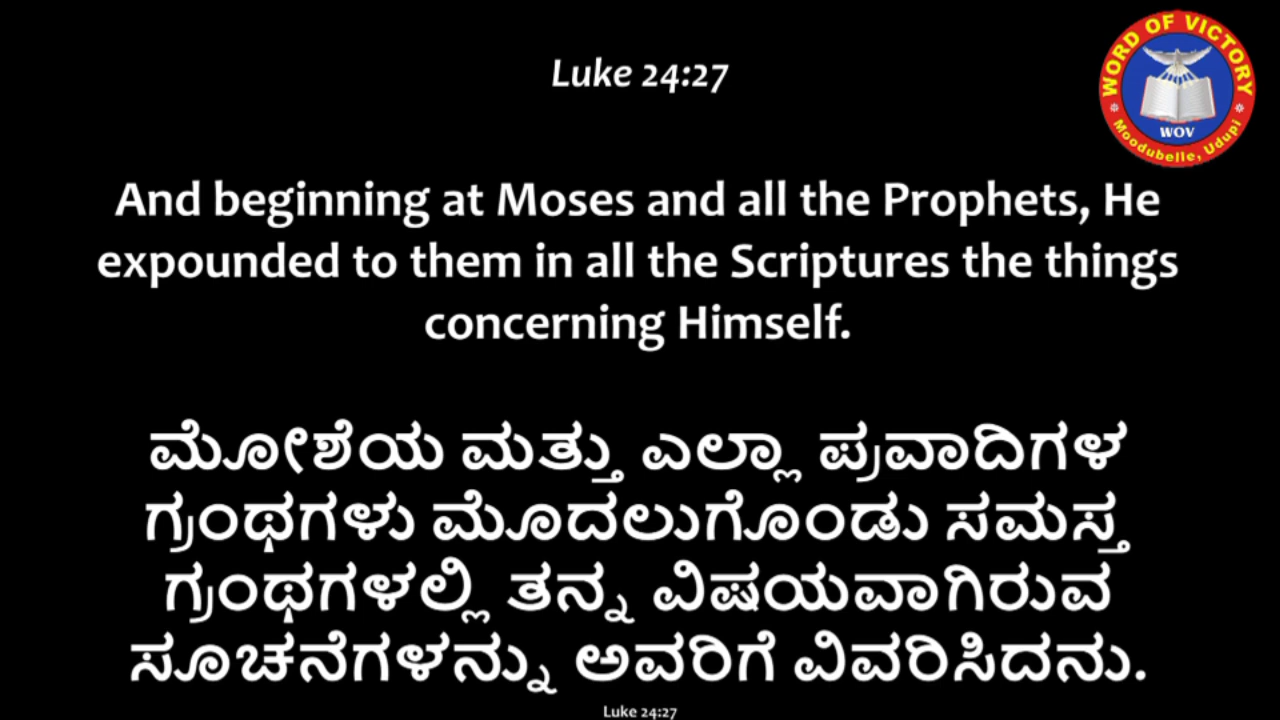 Luke 24:27
WORD OF VICTORY
WOV
Moodubelle, Udupi
And beginning at Moses and all the Prophets, He
expounded to them in all the Scriptures the things
concerning Himself.
ಮೋಶೆಯ ಮತ್ತು ಎಲ್ಲಾ ಪ್ರವಾದಿಗಳ
ಗ್ರಂಥಗಳು ಮೊದಲುಗೊಂಡು ಸಮಸ್ತ
ಗ್ರಂಥಗಳಲ್ಲಿ ತನ್ನ ವಿಷಯವಾಗಿರುವ
ಸೂಚನೆಗಳನ್ನು ಅವರಿಗೆ ವಿವರಿಸಿದನು.
Luke 24:27